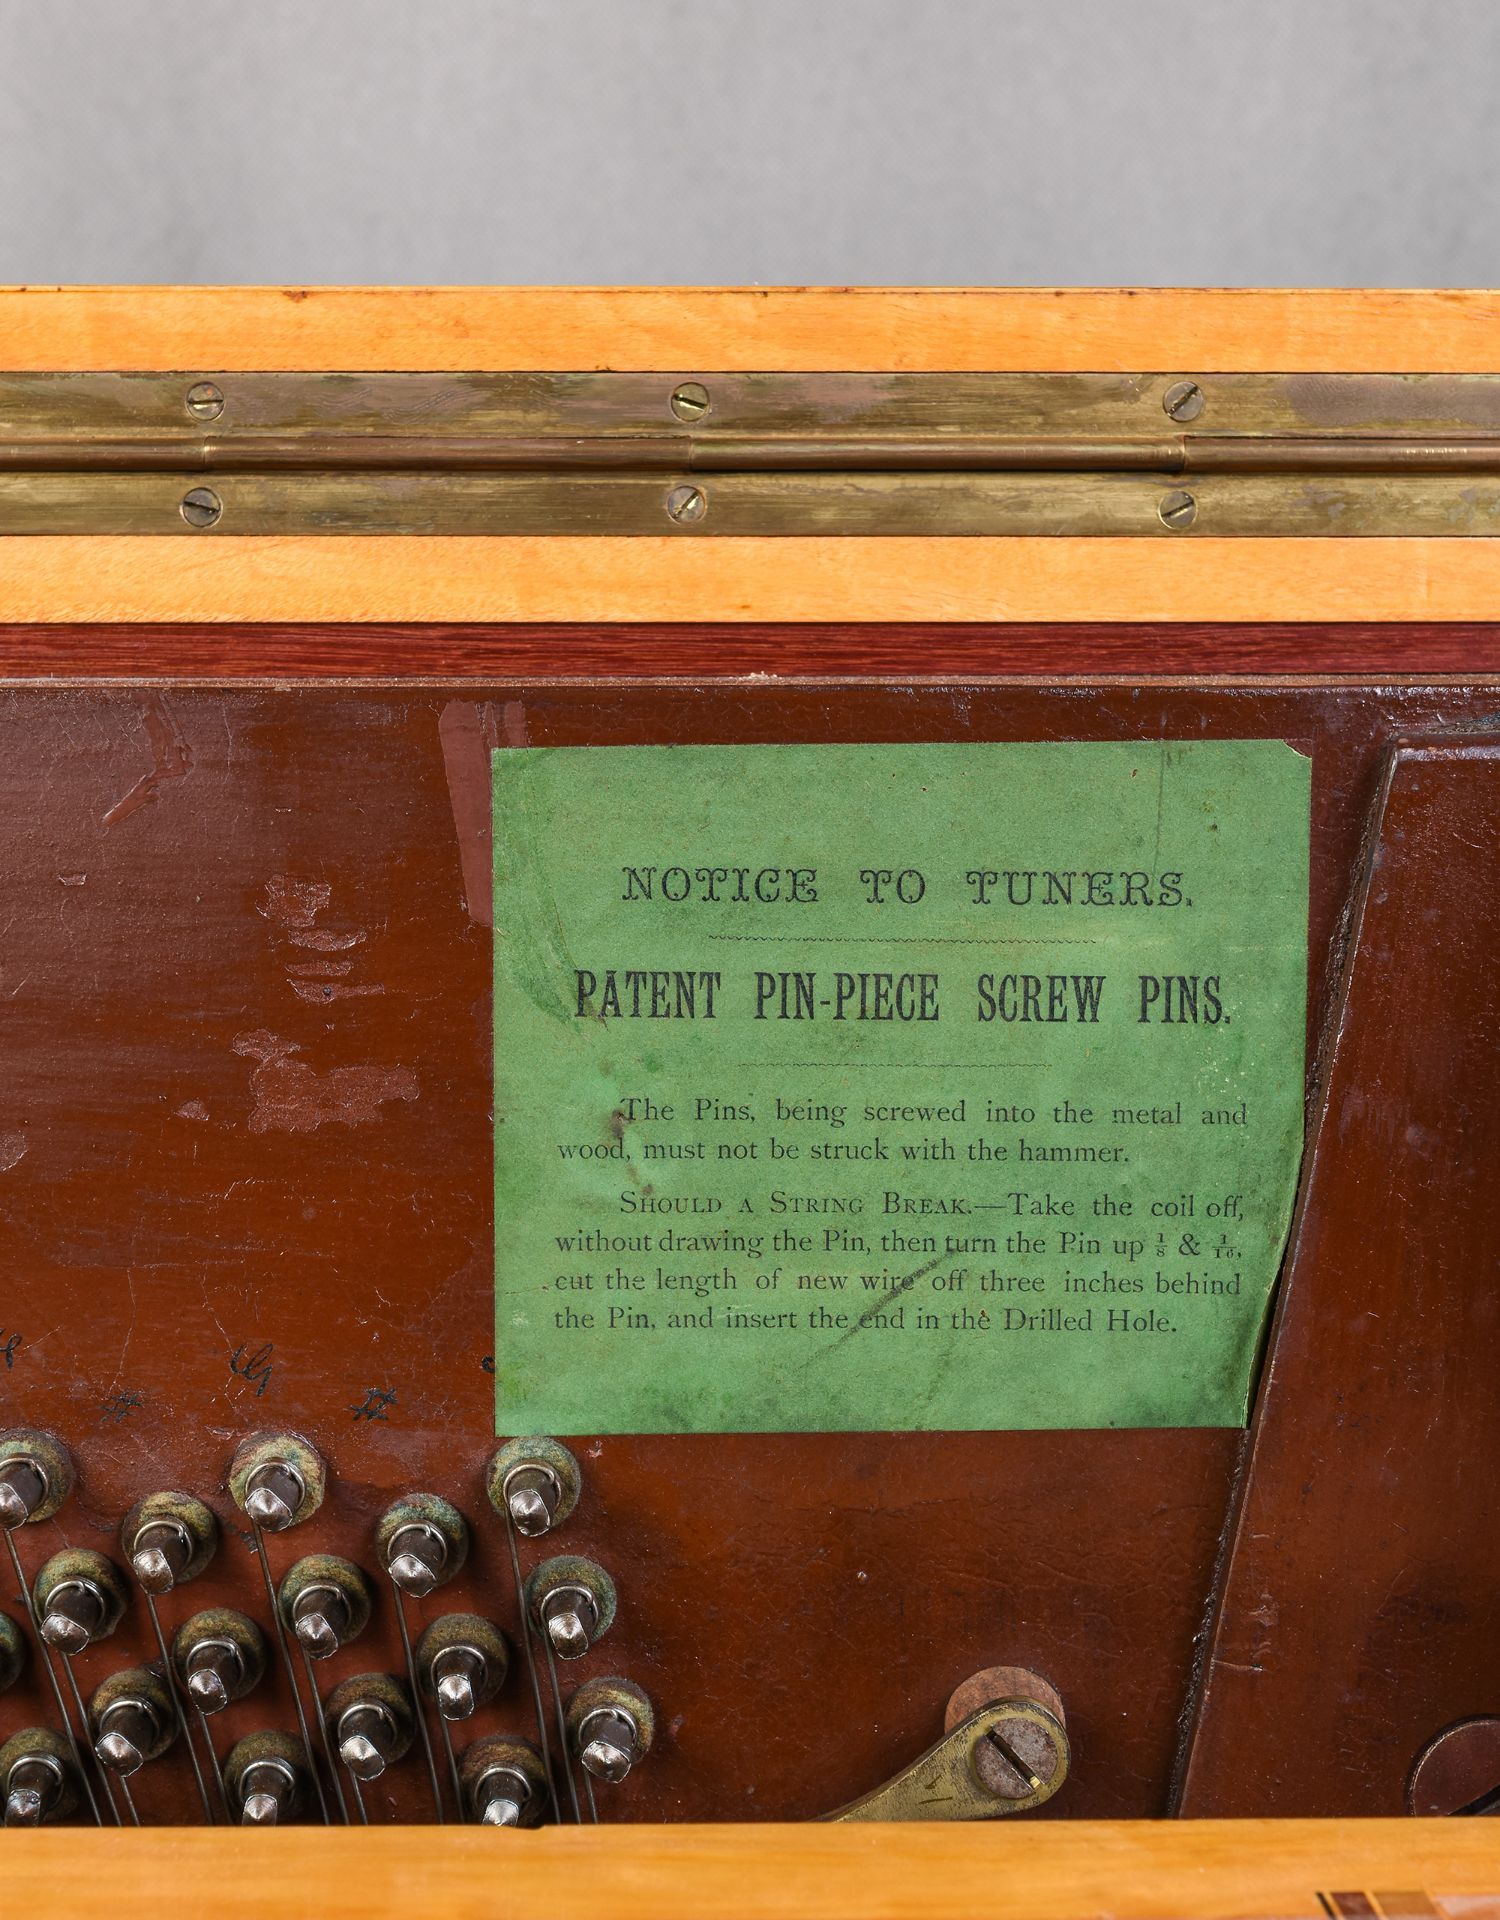 NOTICE TO TUNERS.
PATENT PIN-PIECE SCREW PINS.
The Pins, being screwed into the metal and
wood, must not be struck with the hammer.
SHOULD A STRING BREAK.—Take the coil off,
without drawing the Pin, then turn the Pin up 1/8 & 1/16,
cut the length of new wire off three inches behind
the Pin, and insert the end in the Drilled Hole.
G
# #